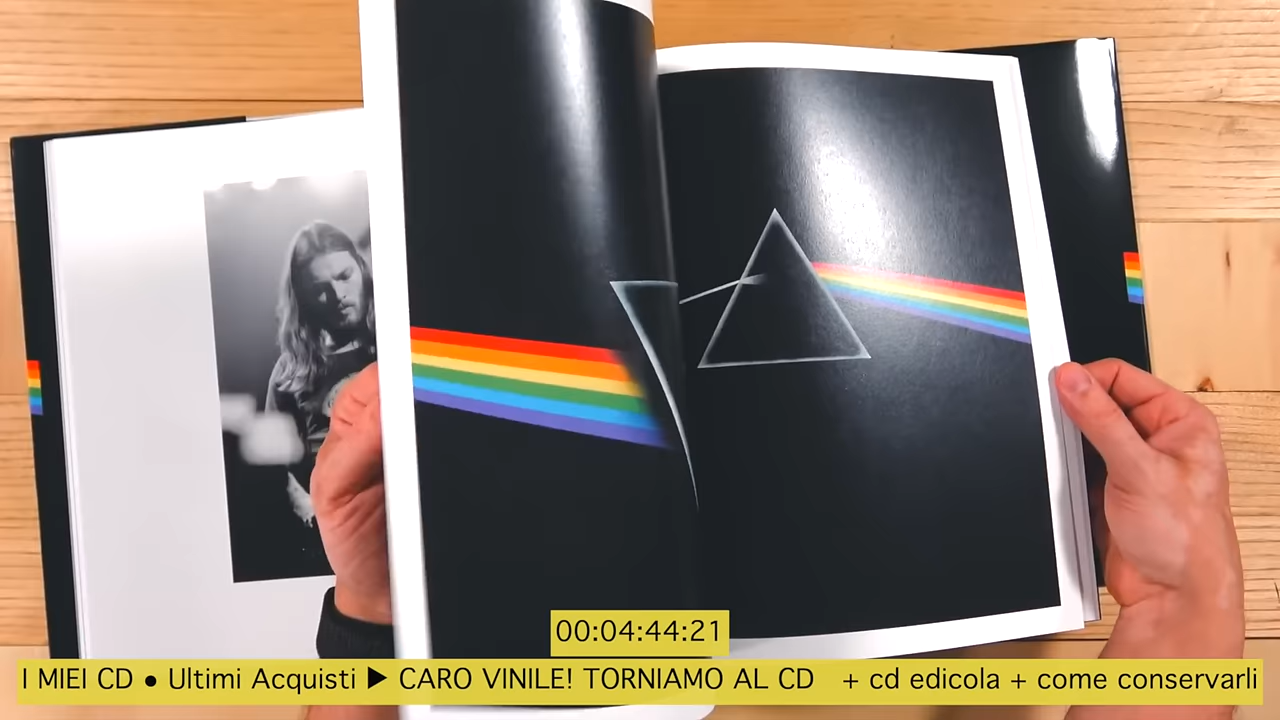 00:04:44:21
I MIEI CD ● Ultimi Acquisti ▶ CARO VINILE! TORNIAMO AL CD + cd edicola + come conservarli